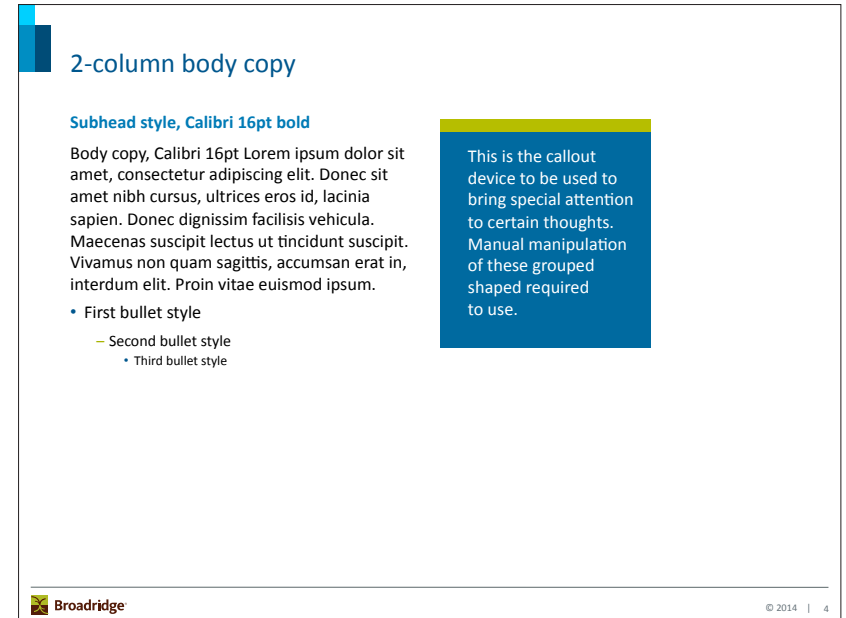 2-column body copy
Subhead style, Calibri 16pt bold
Body copy, Calibri 16pt Lorem ipsum dolor sit
amet, consectetur adipiscing elit. Donec sit
amet nibh cursus, ultrices eros id, lacinia
sapien. Donec dignissim facilisis vehicula.
Maecenas suscipit lectus ut tincidunt suscipit.
Vivamus non quam sagittis, accumsan erat in,
interdum elit. Proin vitae euismod ipsum.
• First bullet style
– Second bullet style
• Third bullet style
This is the callout
device to be used to
bring special attention
to certain thoughts.
Manual manipulation
of these grouped
shaped required
to use.
Broadridge
© 2014 | 4